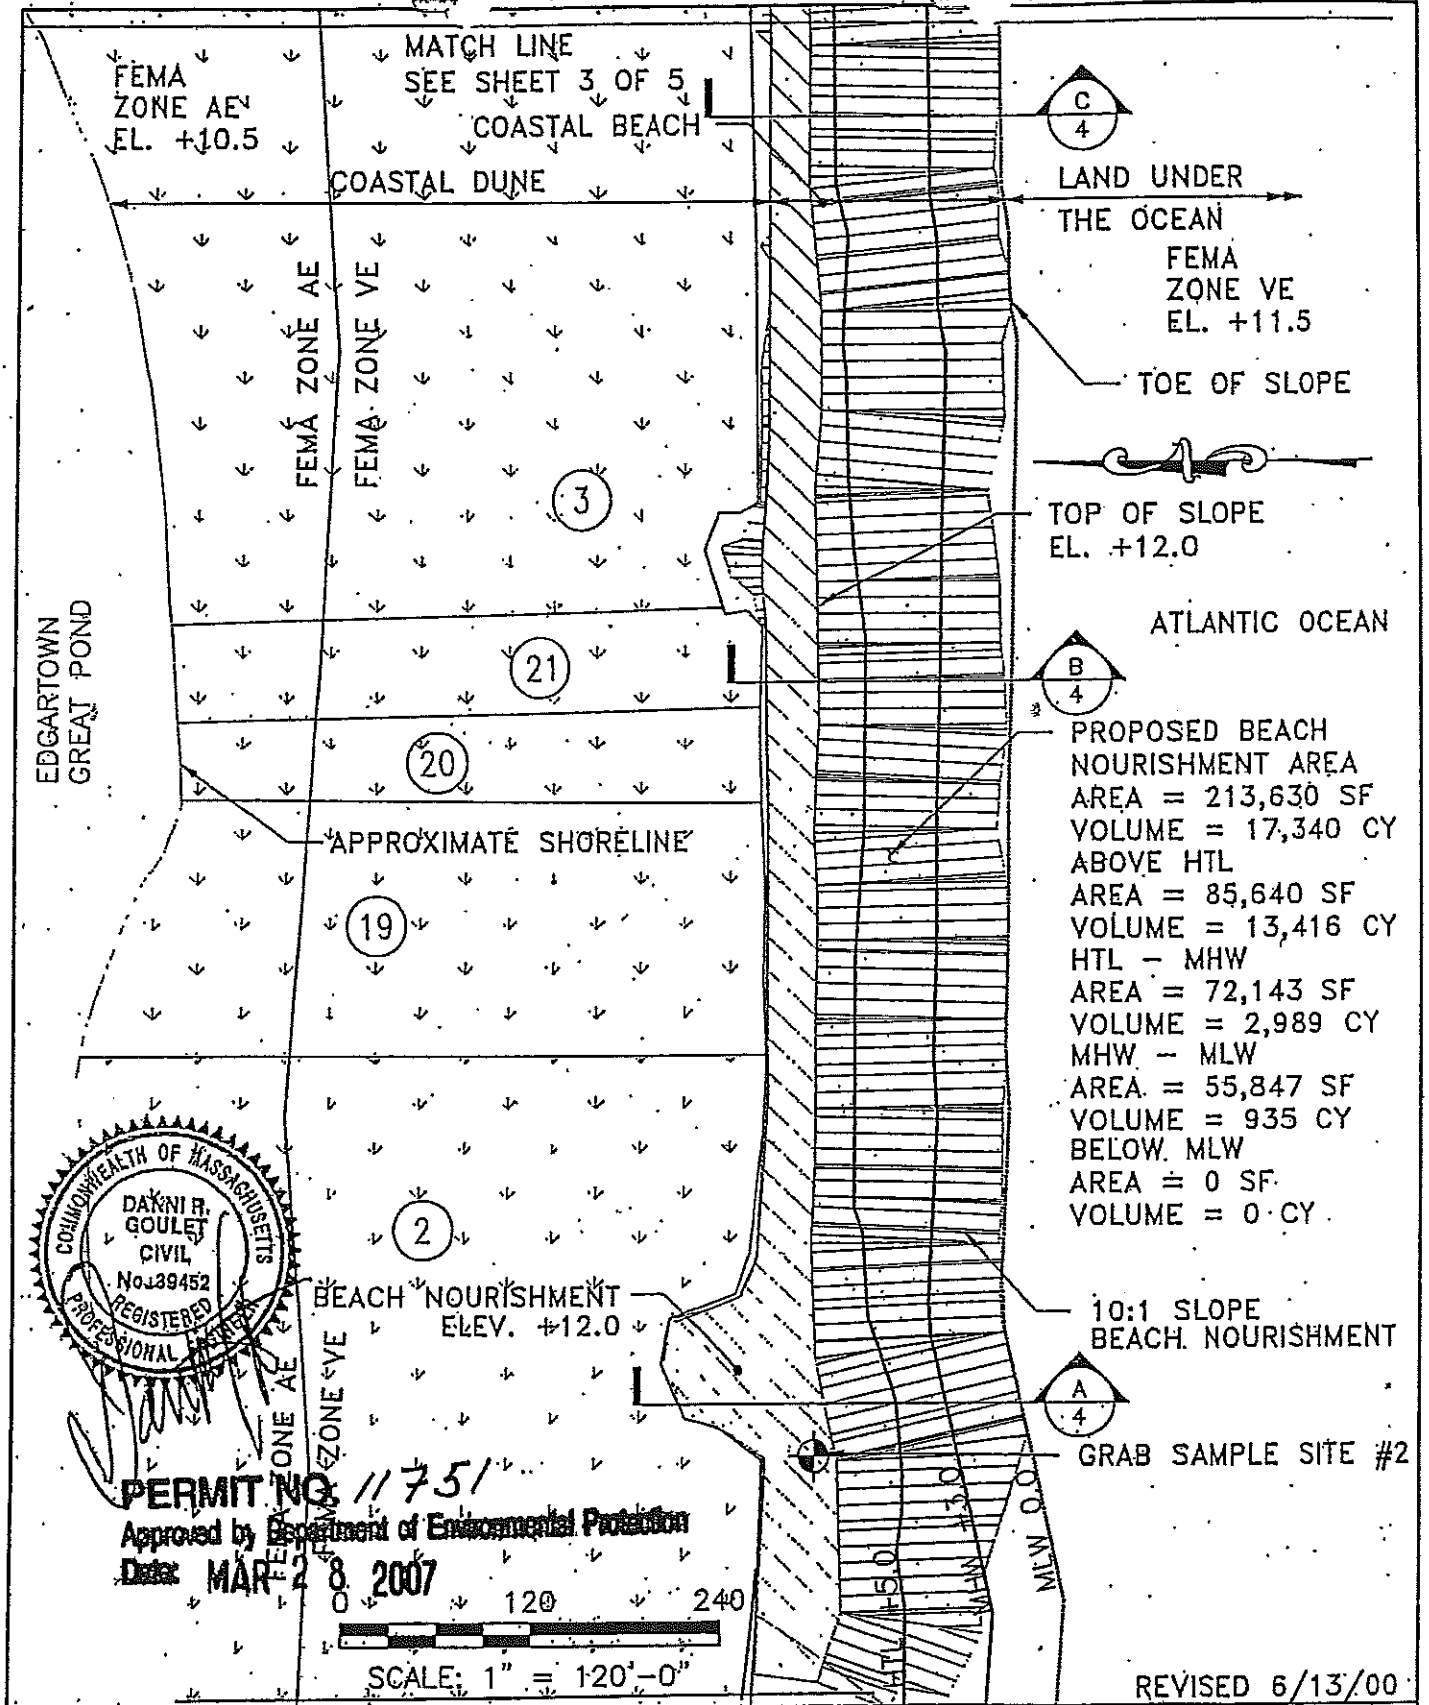 MATCH LINE
SEE SHEET 3 OF 5
FEMA
ZONE AE
EL. +10.5
COASTAL BEACH
C
4
COASTAL DUNE
LAND UNDER
THE OCEAN
FEMA
ZONE VE
EL. +11.5
FEMA ZONE AE
FEMA ZONE VE
TOE OF SLOPE
3
TOP OF SLOPE
EL. +12.0
EDGARTOWN
GREAT POND
ATLANTIC OCEAN
21
B
4
20
PROPOSED BEACH
NOURISHMENT AREA
AREA = 213,630 SF
VOLUME = 17,340 CY
ABOVE HTL
AREA = 85,640 SF
VOLUME = 13,416 CY
HTL - MHW
AREA = 72,143 SF
VOLUME = 2,989 CY
MHW - MLW
AREA = 55,847 SF
VOLUME = 935 CY
BELOW MLW
AREA = 0 SF
VOLUME = 0 CY
APPROXIMATE SHORELINE
19
2
COMMONWEALTH OF MASSACHUSETTS
DANNI R.
GOULET
CIVIL
No. 39452
REGISTERED
PROFESSIONAL ENGINEER
BEACH NOURISHMENT
ELEV. +12.0
10:1 SLOPE
BEACH NOURISHMENT
A
4
GRAB SAMPLE SITE #2
FEMA ZONE AE
FEMA ZONE VE
HTL +5.0
MHW +3.0
MLW 0.0
PERMIT NO. 11751
Approved by Department of Environmental Protection
Date: MAR 28 2007
0 120 240
SCALE: 1" = 120'-0"
REVISED 6/13/00